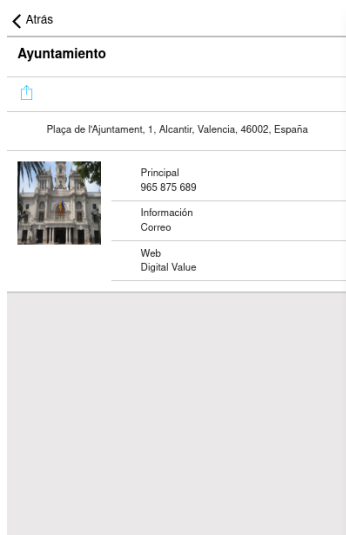 Atrás
Ayuntamiento
Plaça de l'Ajuntament, 1, Alcantir, Valencia, 46002, España
Principal
965 875 689
Información
Correo
Web
Digital Value